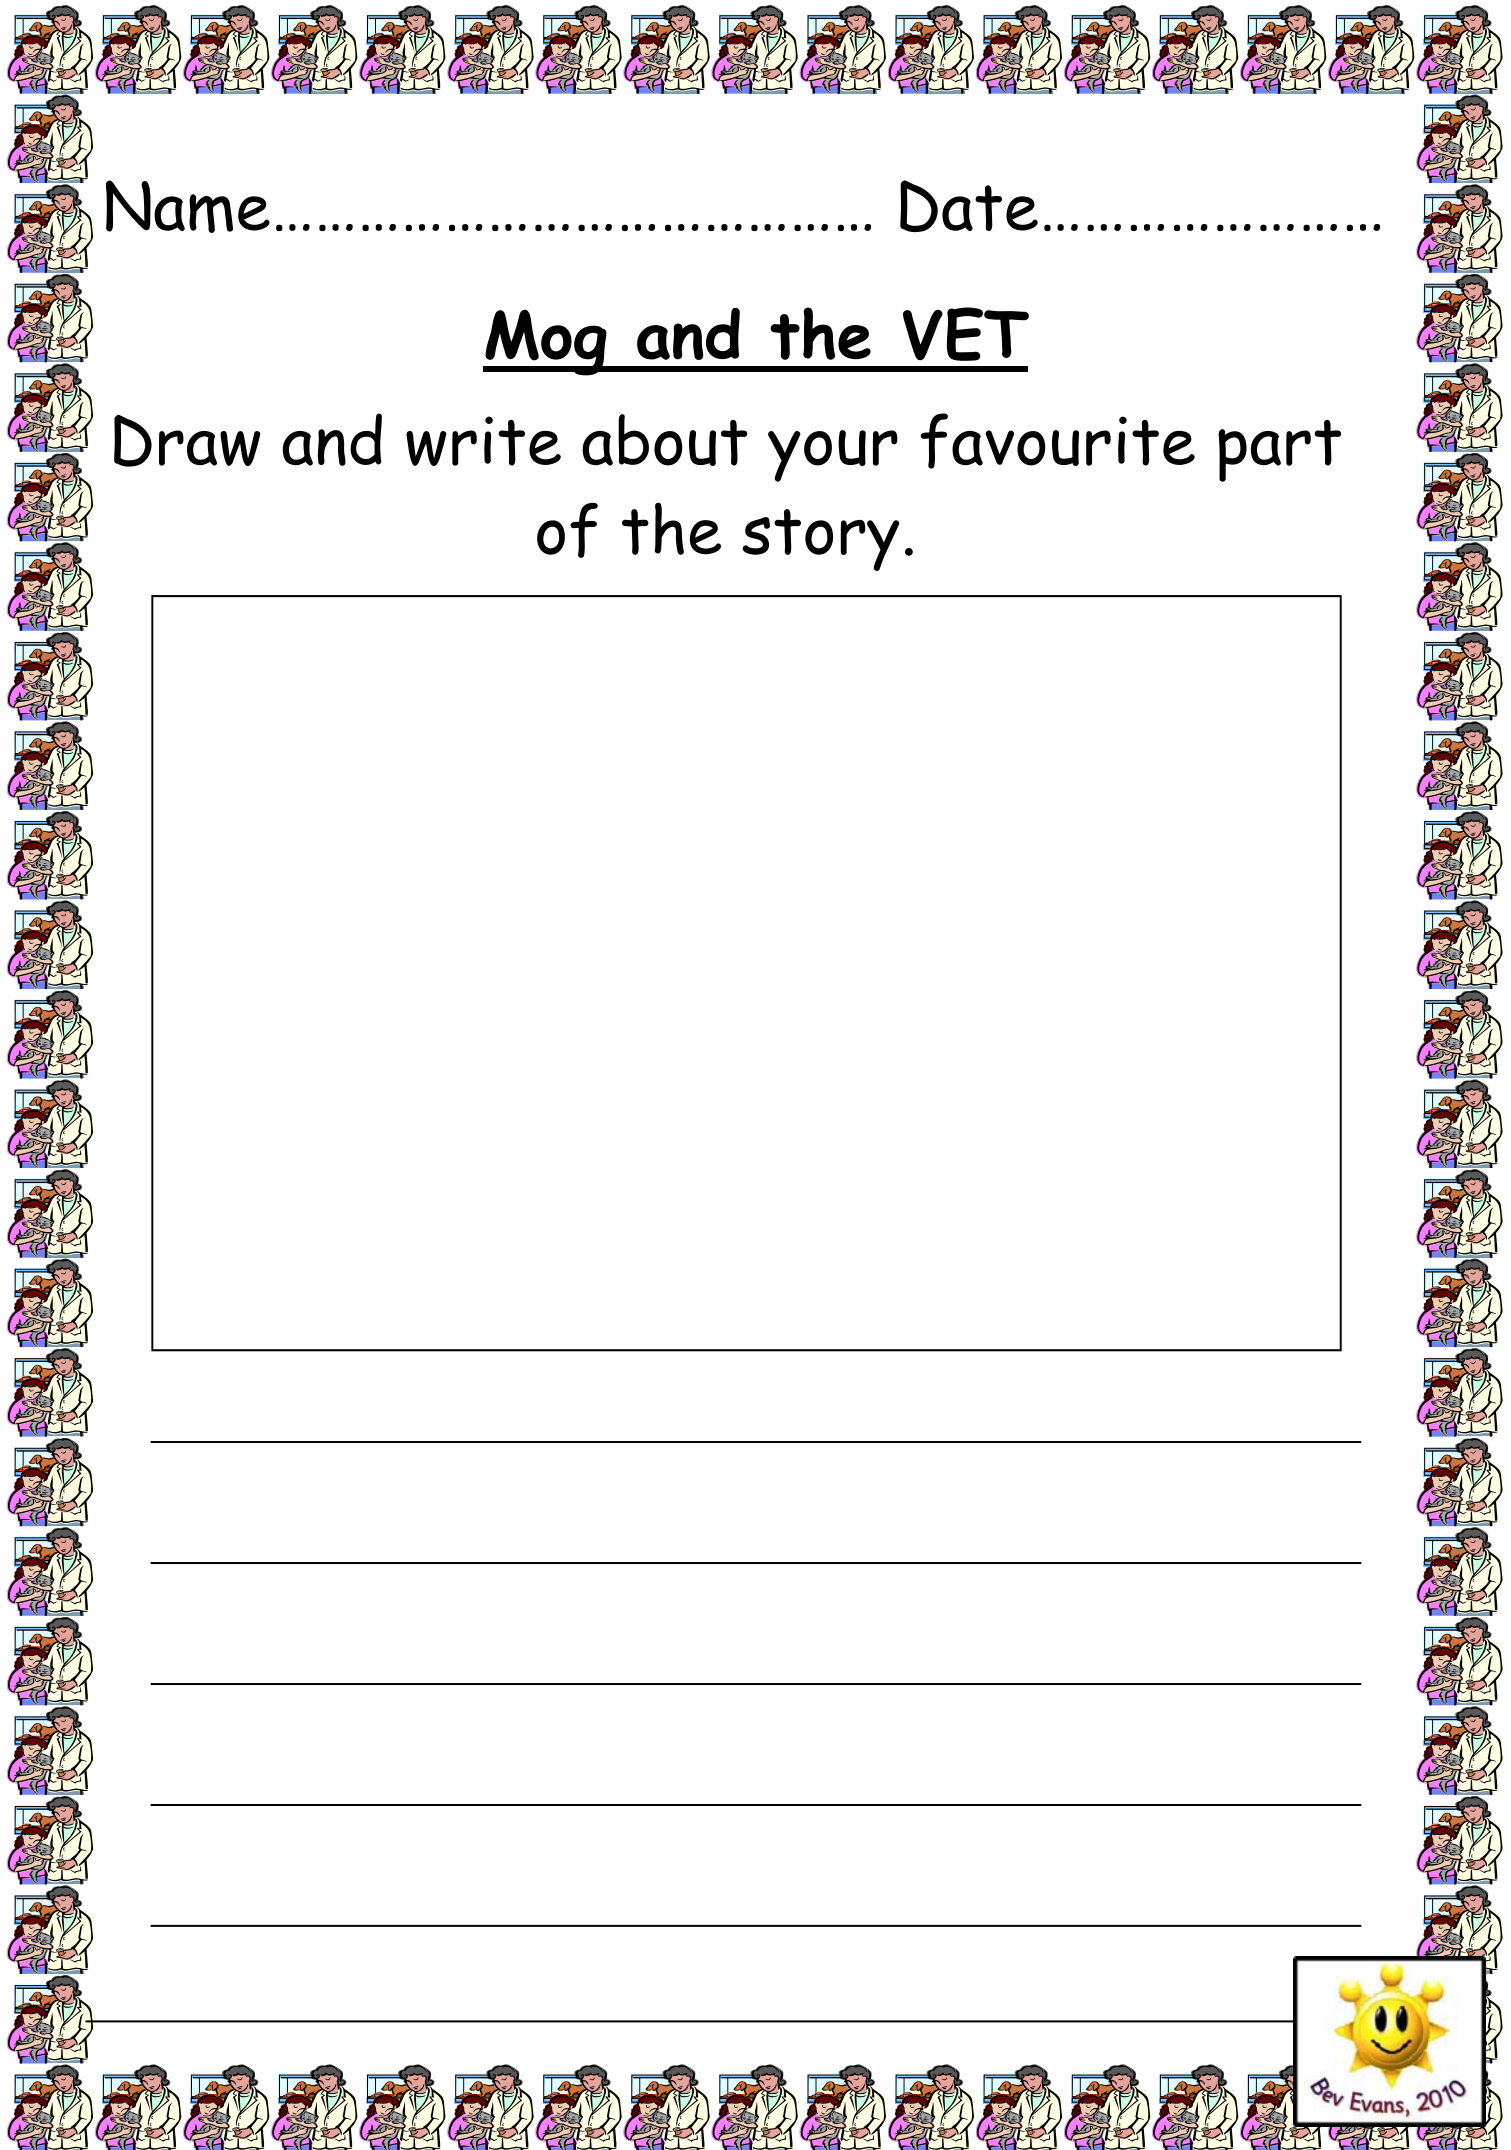 Name…………………………………… Date……………………
Mog and the VET
Draw and write about your favourite part
of the story.
Bev Evans, 2010